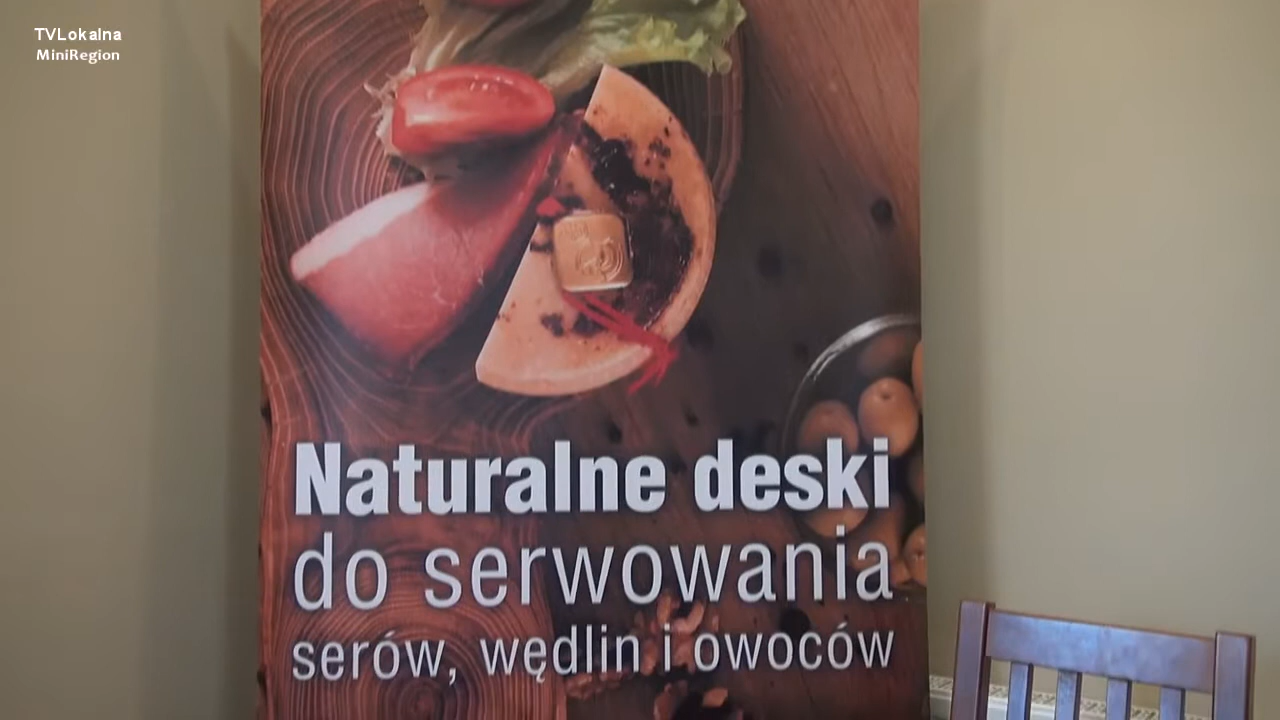 TVLokalna
MiniRegion
Naturalne deski
do serwowania
serów, wędlin i owoców